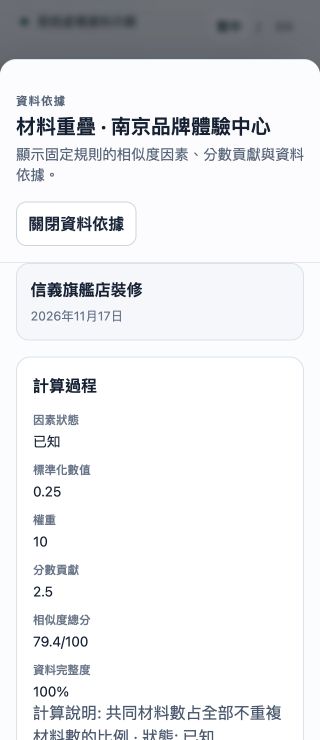 資料依據
材料重疊 · 南京品牌體驗中心
顯示固定規則的相似度因素、分數貢獻與資料
依據。
關閉資料依據
信義旗艦店裝修
2026年11月17日
計算過程
因素狀態
已知
標準化數值
0.25
權重
10
分數貢獻
2.5
相似度總分
79.4/100
資料完整度
100%
計算說明: 共同材料數占全部不重複
材料數的比例 · 狀態: 已知